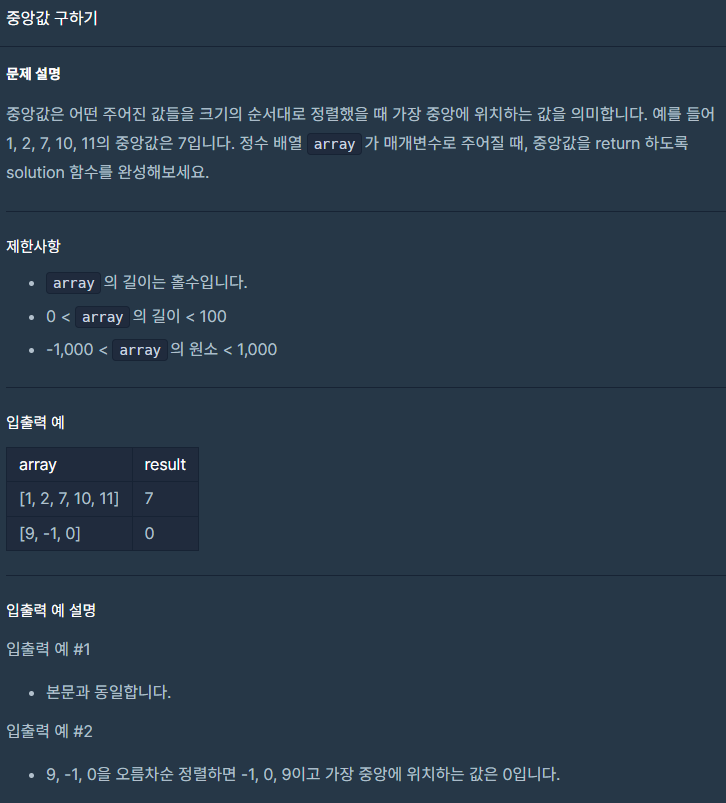 중앙값 구하기
문제 설명
중앙값은 어떤 주어진 값들을 크기의 순서대로 정렬했을 때 가장 중앙에 위치하는 값을 의미합니다. 예를 들어
1, 2, 7, 10, 11의 중앙값은 7입니다. 정수 배열 array 가 매개변수로 주어질 때, 중앙값을 return 하도록
solution 함수를 완성해보세요.
제한사항
• array 의 길이는 홀수입니다.
• 0 < array 의 길이 < 100
• -1,000 < array 의 원소 < 1,000
입출력 예
array result
[1, 2, 7, 10, 11] 7
[9, -1, 0] 0
입출력 예 설명
입출력 예 #1
• 본문과 동일합니다.
입출력 예 #2
• 9, -1, 0을 오름차순 정렬하면 -1, 0, 9이고 가장 중앙에 위치하는 값은 0입니다.